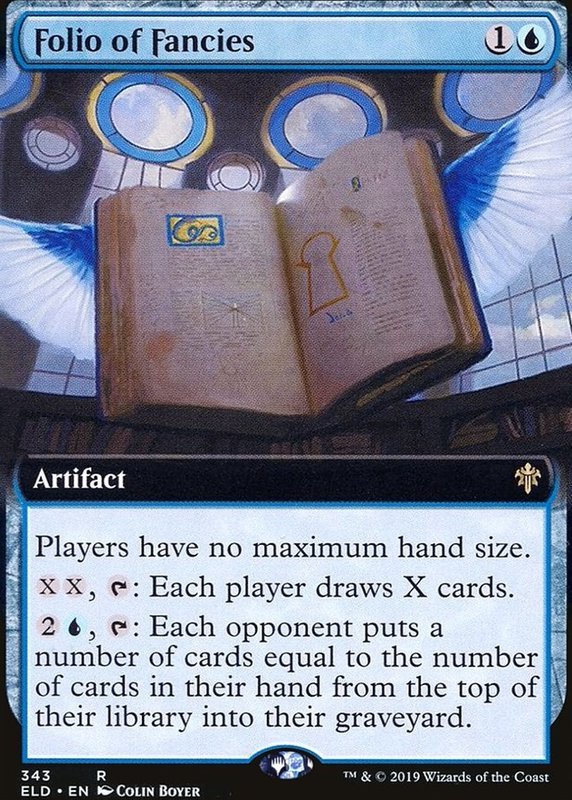 Folio of Fancies 1
Artifact
Players have no maximum hand size.
X X, : Each player draws X cards.
2 , : Each opponent puts a
number of cards equal to the number
of cards in their hand from the top of
their library into their graveyard.
343 R
ELD • EN COLIN BOYER
™ & © 2019 Wizards of the Coast